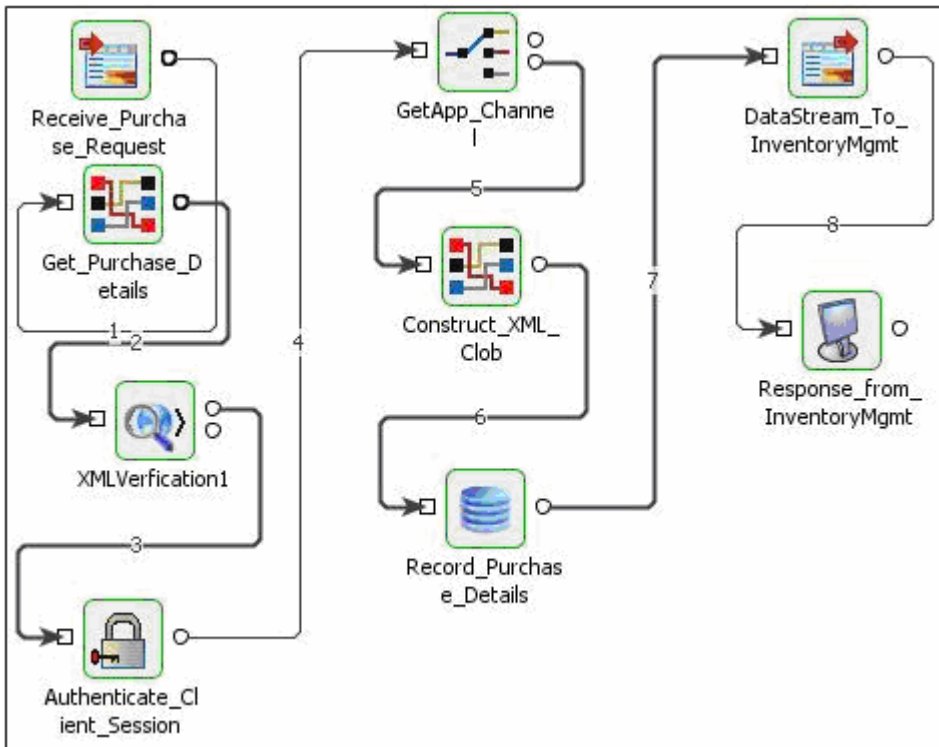 Receive_Purcha
se_Request
Get_Purchase_D
etails
1
2
XMLVerfication1
3
Authenticate_Cl
ient_Session
4
GetApp_Channe
l
5
Construct_XML_
Clob
6
Record_Purchas
e_Details
7
DataStream_To_
InventoryMgmt
8
Response_from_
InventoryMgmt